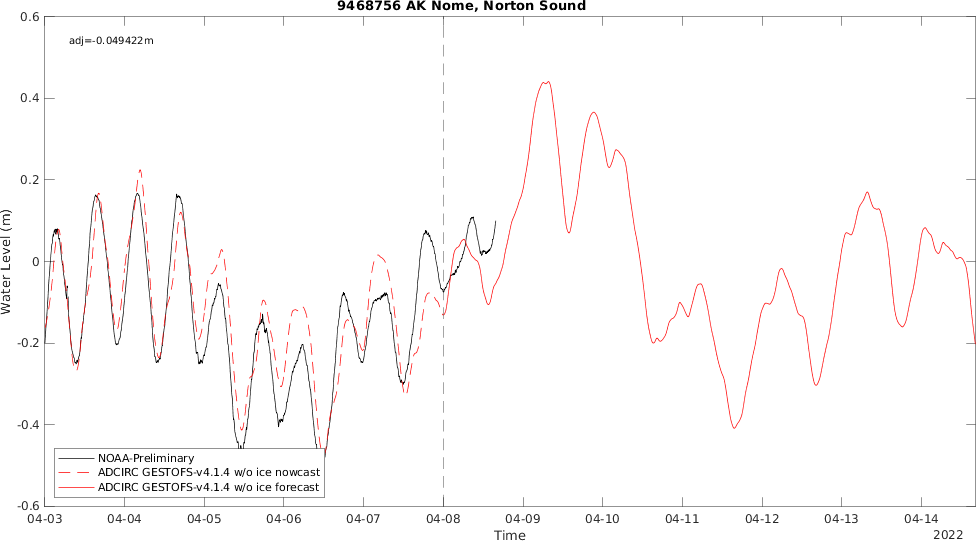 9468756 AK Nome, Norton Sound
adj=-0.049422m
Water Level (m)
0.6
0.4
0.2
0
-0.2
-0.4
-0.6
NOAA-Preliminary
ADCIRC GESTOFS-v4.1.4 w/o ice nowcast
ADCIRC GESTOFS-v4.1.4 w/o ice forecast
04-03 04-04 04-05 04-06 04-07 04-08 04-09 04-10 04-11 04-12 04-13 04-14
Time
2022